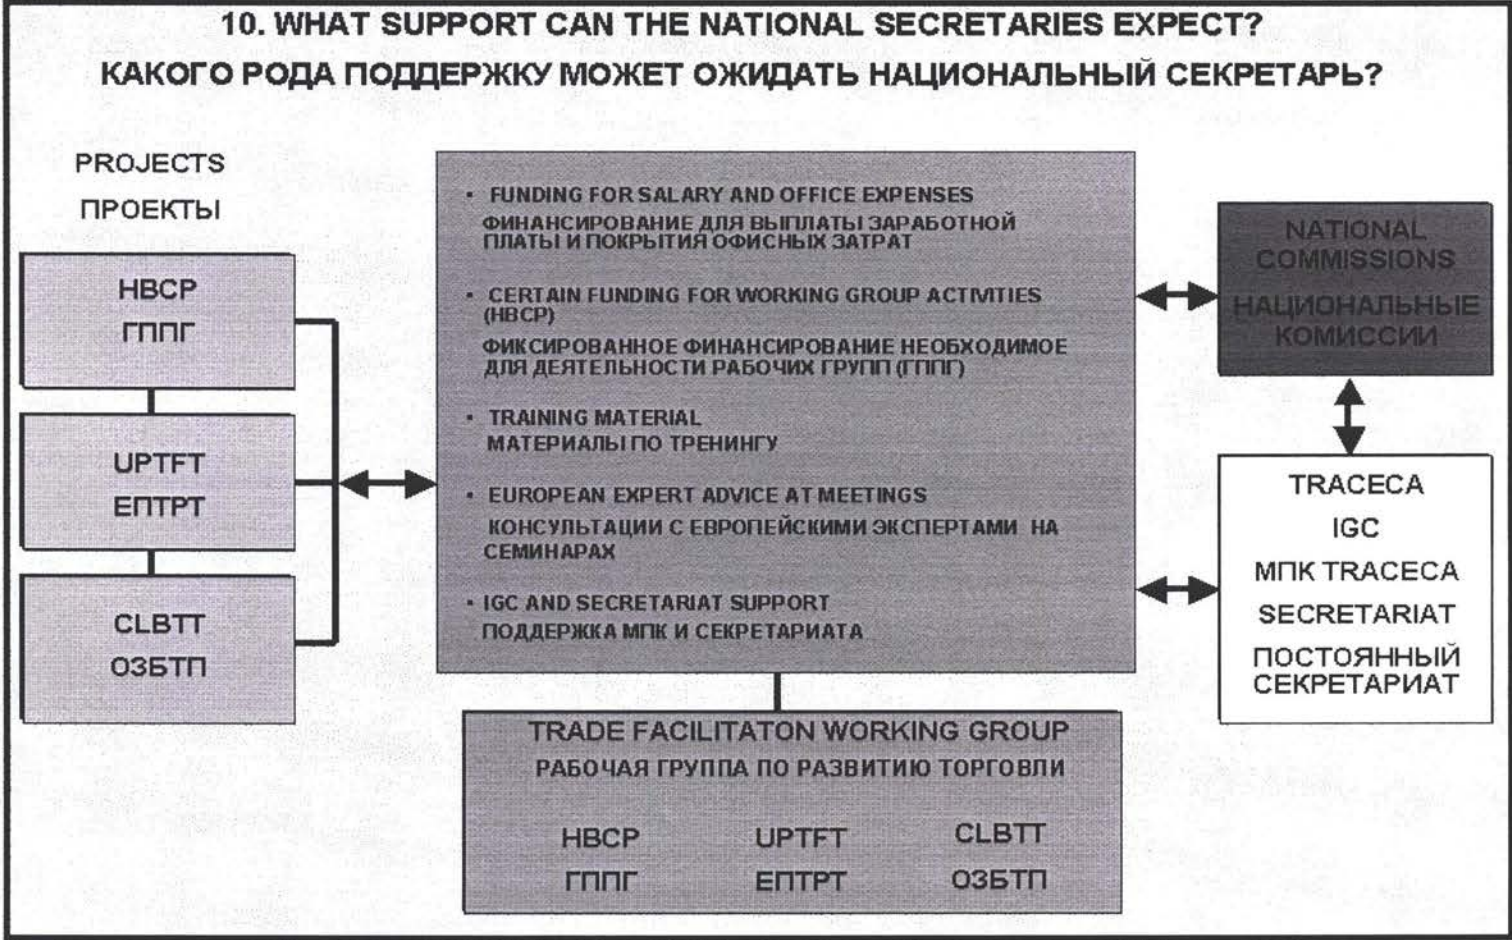 10. WHAT SUPPORT CAN THE NATIONAL SECRETARIES EXPECT?
КАКОГО РОДА ПОДДЕРЖКУ МОЖЕТ ОЖИДАТЬ НАЦИОНАЛЬНЫЙ СЕКРЕТАРЬ?
PROJECTS
ПРОЕКТЫ
HBCP
ГППГ
UPTFT
ЕПТРТ
CLBTT
ОЗБТП
• FUNDING FOR SALARY AND OFFICE EXPENSES
ФИНАНСИРОВАНИЕ ДЛЯ ВЫПЛАТЫ ЗАРАБОТНОЙ
ПЛАТЫ И ПОКРЫТИЯ ОФИСНЫХ ЗАТРАТ
• CERTAIN FUNDING FOR WORKING GROUP ACTIVITIES
(HBCP)
ФИКСИРОВАННОЕ ФИНАНСИРОВАНИЕ НЕОБХОДИМОЕ
ДЛЯ ДЕЯТЕЛЬНОСТИ РАБОЧИХ ГРУПП (ГППГ)
• TRAINING MATERIAL
МАТЕРИАЛЫ ПО ТРЕНИНГУ
• EUROPEAN EXPERT ADVICE AT MEETINGS
КОНСУЛЬТАЦИИ С ЕВРОПЕЙСКИМИ ЭКСПЕРТАМИ НА
СЕМИНАРАХ
• IGC AND SECRETARIAT SUPPORT
ПОДДЕРЖКА МПК И СЕКРЕТАРИАТА
NATIONAL
COMMISSIONS
НАЦИОНАЛЬНЫЕ
КОМИССИИ
TRACECA
IGC
МПК TRACECA
SECRETARIAT
ПОСТОЯННЫЙ
СЕКРЕТАРИАТ
TRADE FACILITATON WORKING GROUP
РАБОЧАЯ ГРУППА ПО РАЗВИТИЮ ТОРГОВЛИ
HBCP UPTFT CLBTT
ГППГ ЕПТРТ ОЗБТП